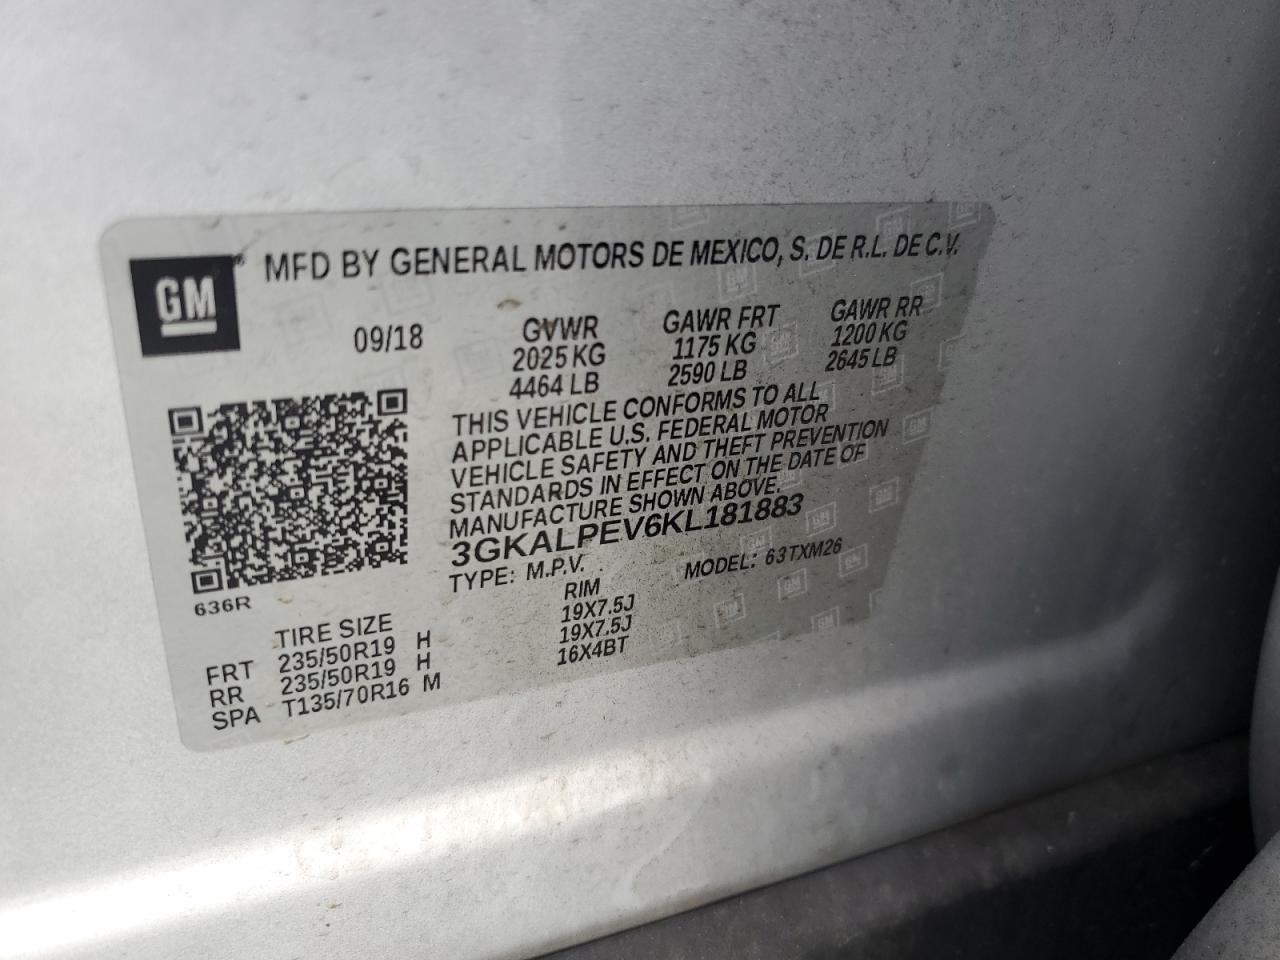 GM
MFD BY GENERAL MOTORS DE MEXICO, S. DE R.L. DE C.V.
09/18 GVWR GAWR FRT GAWR RR
2025 KG 1175 KG 1200 KG
4464 LB 2590 LB 2645 LB
THIS VEHICLE CONFORMS TO ALL
APPLICABLE U.S. FEDERAL MOTOR
VEHICLE SAFETY AND THEFT PREVENTION
STANDARDS IN EFFECT ON THE DATE OF
MANUFACTURE SHOWN ABOVE.
3GKALPEV6KL181883
TYPE: M.P.V. MODEL: 63TXM26
636R
TIRE SIZE RIM
FRT 235/50R19 H 19X7.5J
RR 235/50R19 H 19X7.5J
SPA T135/70R16 M 16X4BT